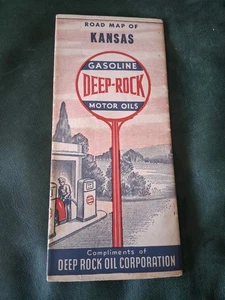 ROAD MAP OF
KANSAS
GASOLINE
DEEP-ROCK
MOTOR OILS
Compliments of
DEEP ROCK OIL CORPORATION